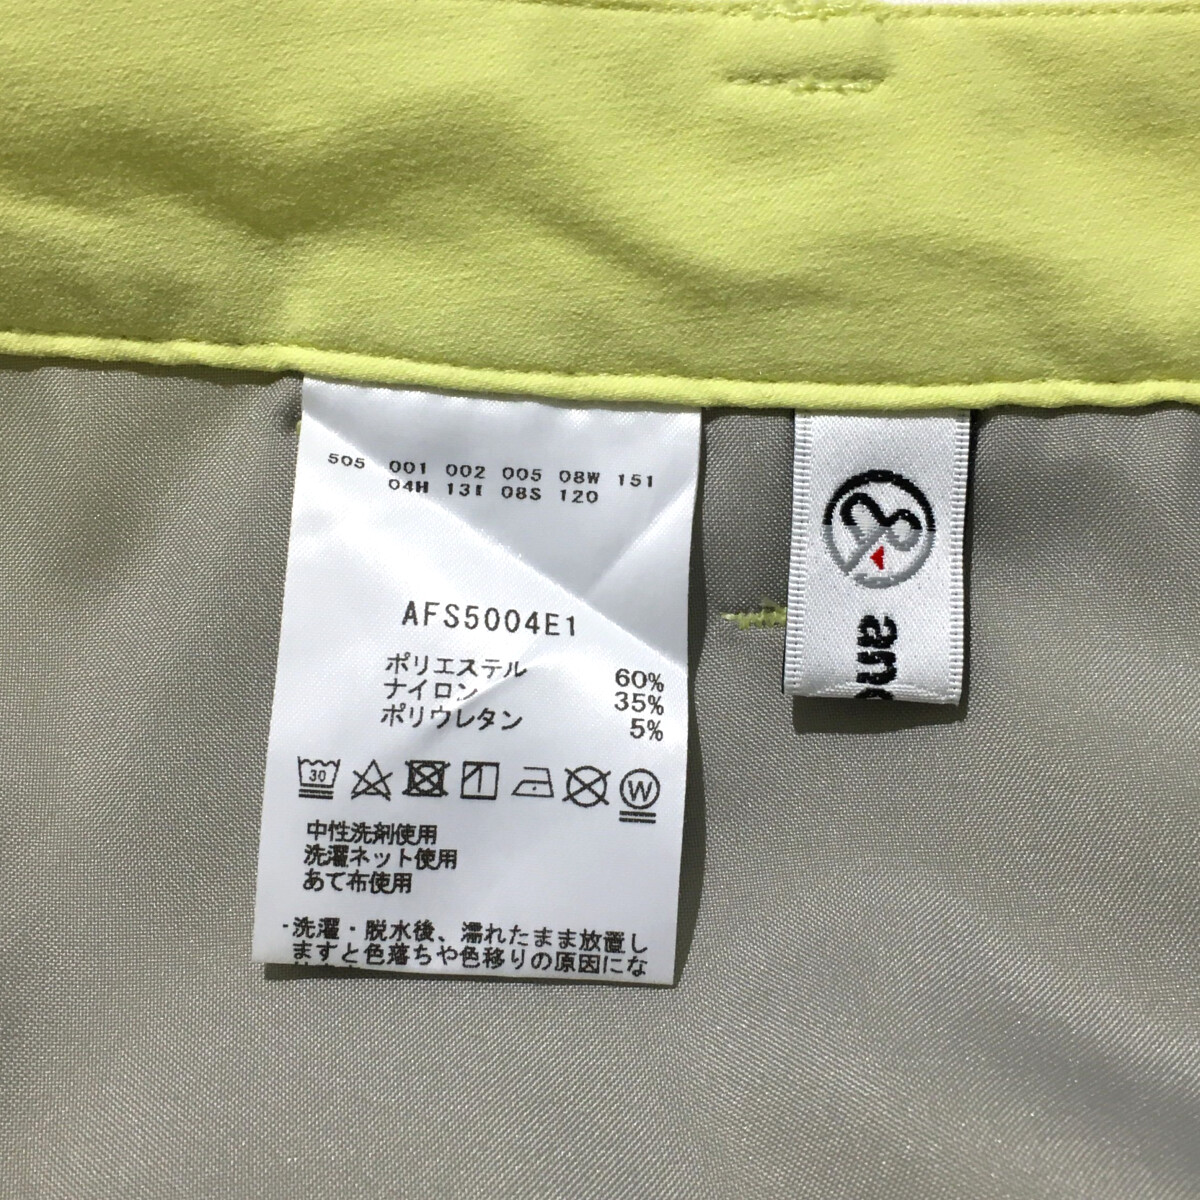 505 001 002 005 08W 151
04H 13I 08S 120
AFS5004E1
ポリエステル 60%
ナイロン 35%
ポリウレタン 5%
30
W
中性洗剤使用
洗濯ネット使用
あて布使用
・洗濯・脱水後、濡れたまま放置し
ますと色落ちや色移りの原因にな